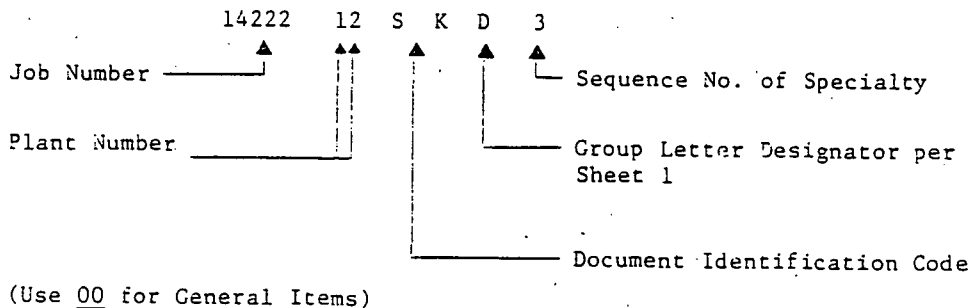 14222 12 S K D 3
Job Number
Sequence No. of Specialty
Plant Number
Group Letter Designator per
Sheet 1
Document Identification Code
(Use 00 for General Items)